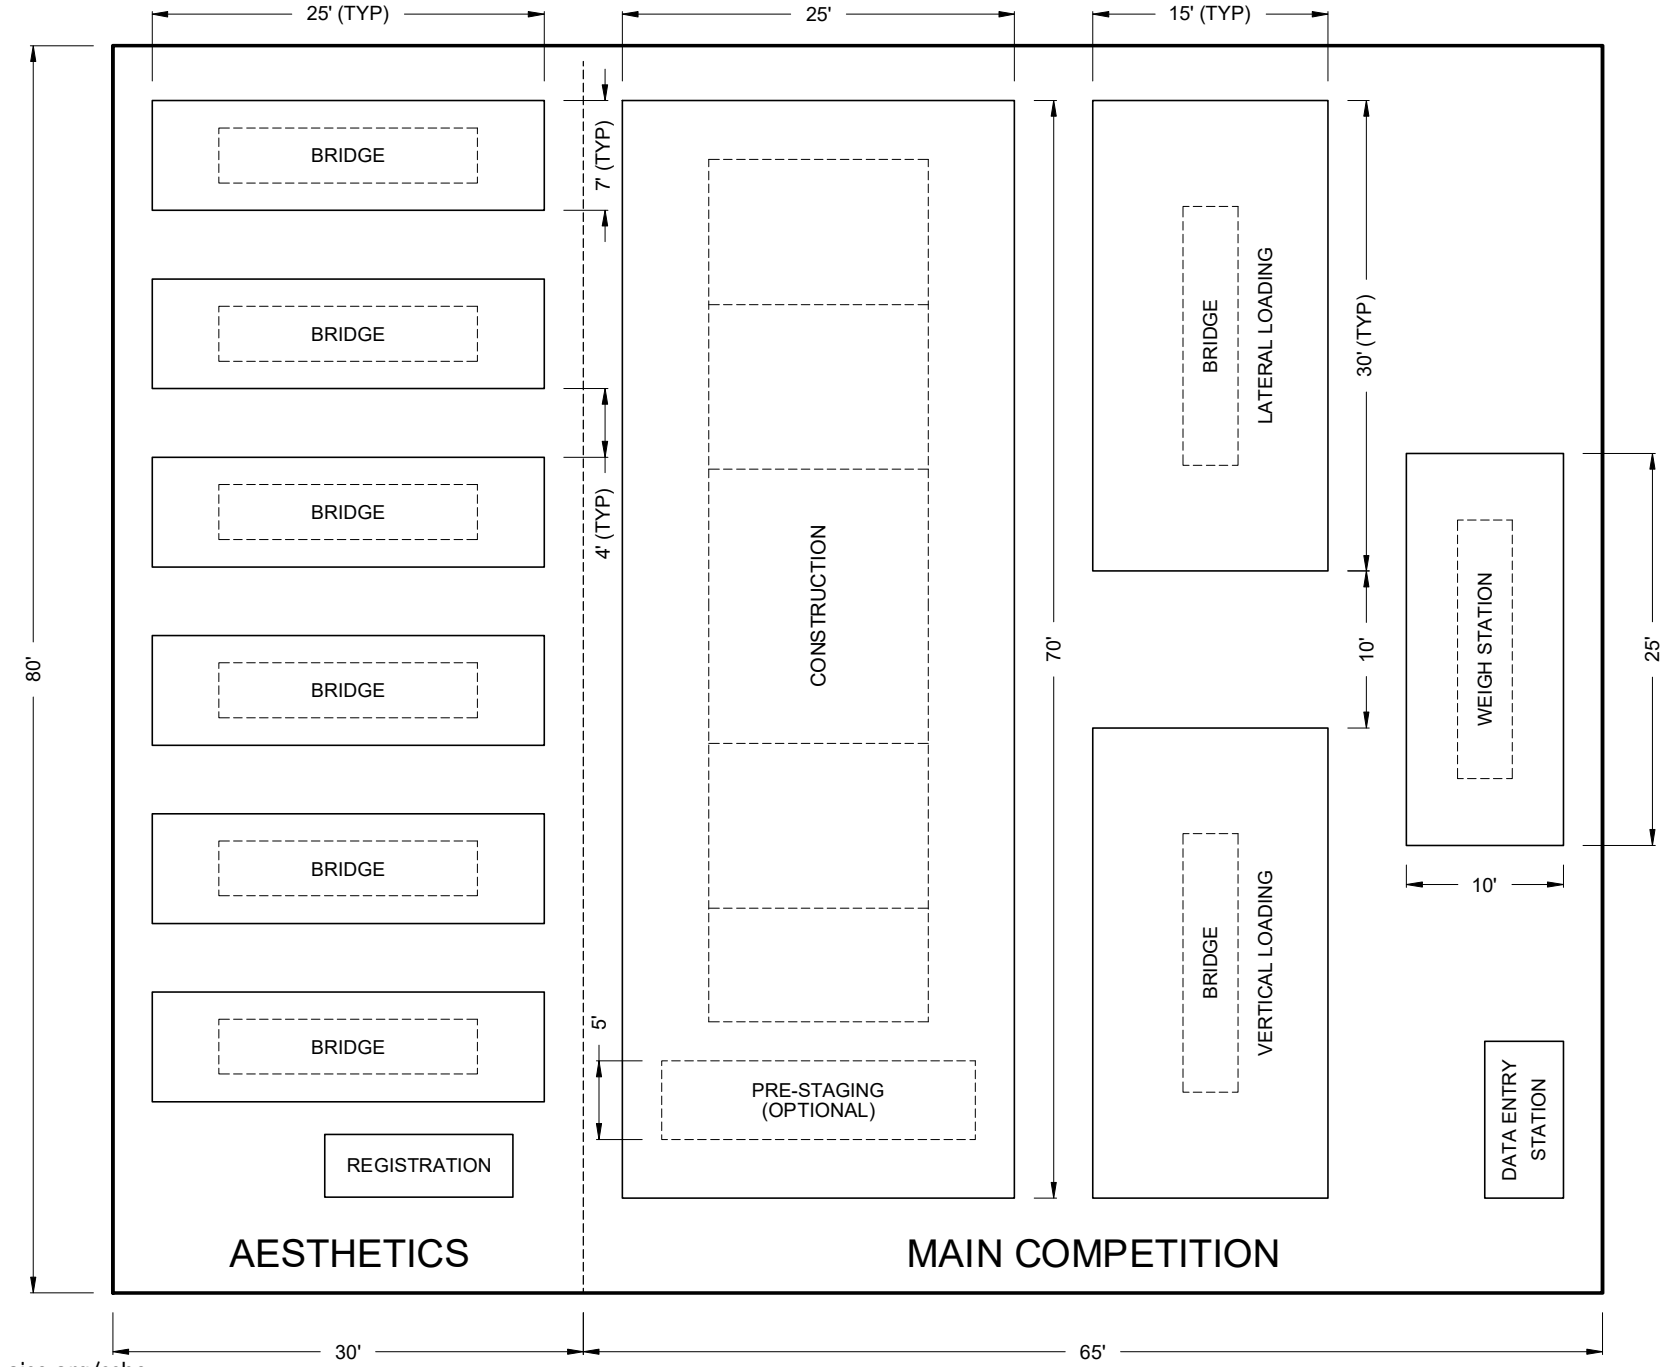 25' (TYP)
25'
15' (TYP)
BRIDGE
7' (TYP)
BRIDGE
BRIDGE
4' (TYP)
BRIDGE
BRIDGE
BRIDGE
REGISTRATION
AESTHETICS
80'
CONSTRUCTION
70'
5'
PRE-STAGING
(OPTIONAL)
BRIDGE
LATERAL LOADING
30' (TYP)
10'
BRIDGE
VERTICAL LOADING
WEIGH STATION
25'
10'
DATA ENTRY
STATION
MAIN COMPETITION
30'
65'